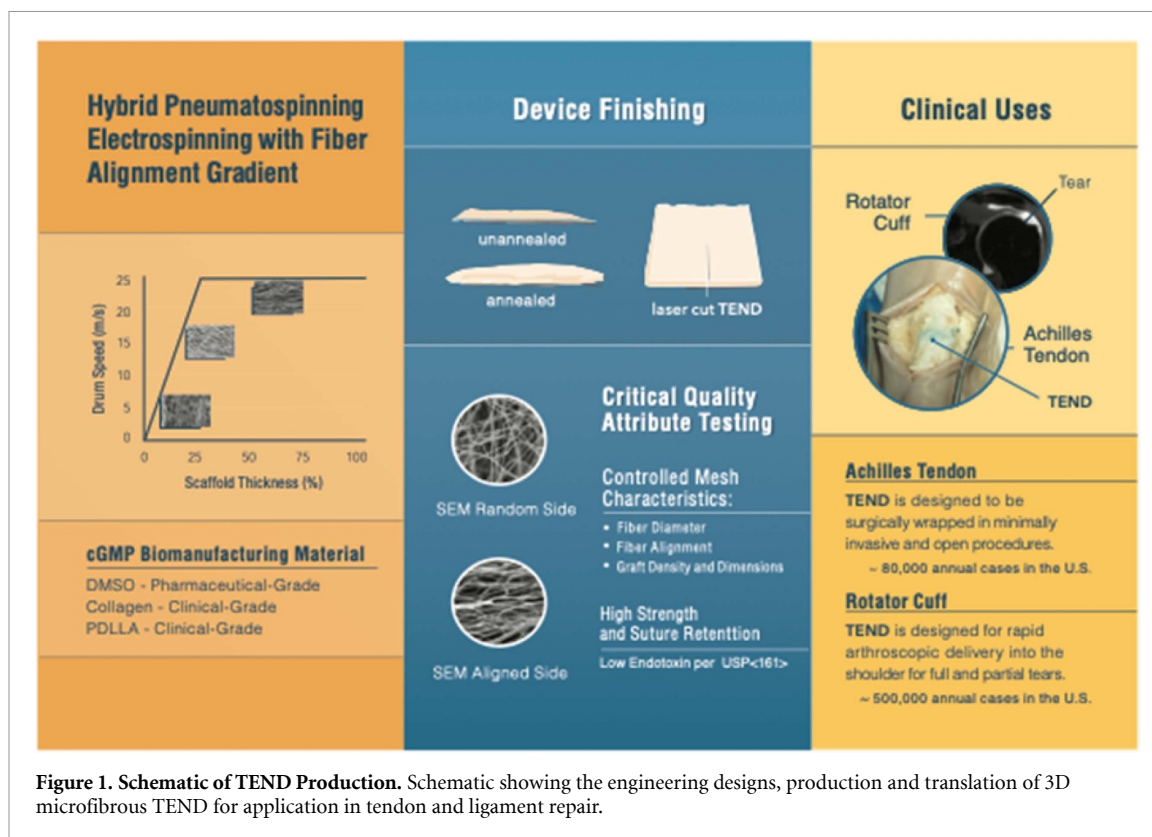 Hybrid Pneumatospinning
Electrospinning with Fiber
Alignment Gradient
Drum Speed (m/s)
25
20
15
10
5
0
0 25 50 75 100
Scaffold Thickness (%)
cGMP Biomanufacturing Material
DMSO - Pharmaceutical-Grade
Collagen - Clinical-Grade
PDLLA - Clinical-Grade
Device Finishing
unannealed
annealed
laser cut TEND
SEM Random Side
SEM Aligned Side
Critical Quality
Attribute Testing
Controlled Mesh
Characteristics:
• Fiber Diameter
• Fiber Alignment
• Graft Density and Dimensions
High Strength
and Suture Retenttion
Low Endotoxin per USP<161>
Clinical Uses
Tear
Rotator
Cuff
Achilles
Tendon
TEND
Achilles Tendon
TEND is designed to be
surgically wrapped in minimally
invasive and open procedures.
~ 80,000 annual cases in the U.S.
Rotator Cuff
TEND is designed for rapid
arthroscopic delivery into the
shoulder for full and partial tears.
~ 500,000 annual cases in the U.S.
Figure 1. Schematic of TEND Production. Schematic showing the engineering designs, production and translation of 3D
microfibrous TEND for application in tendon and ligament repair.